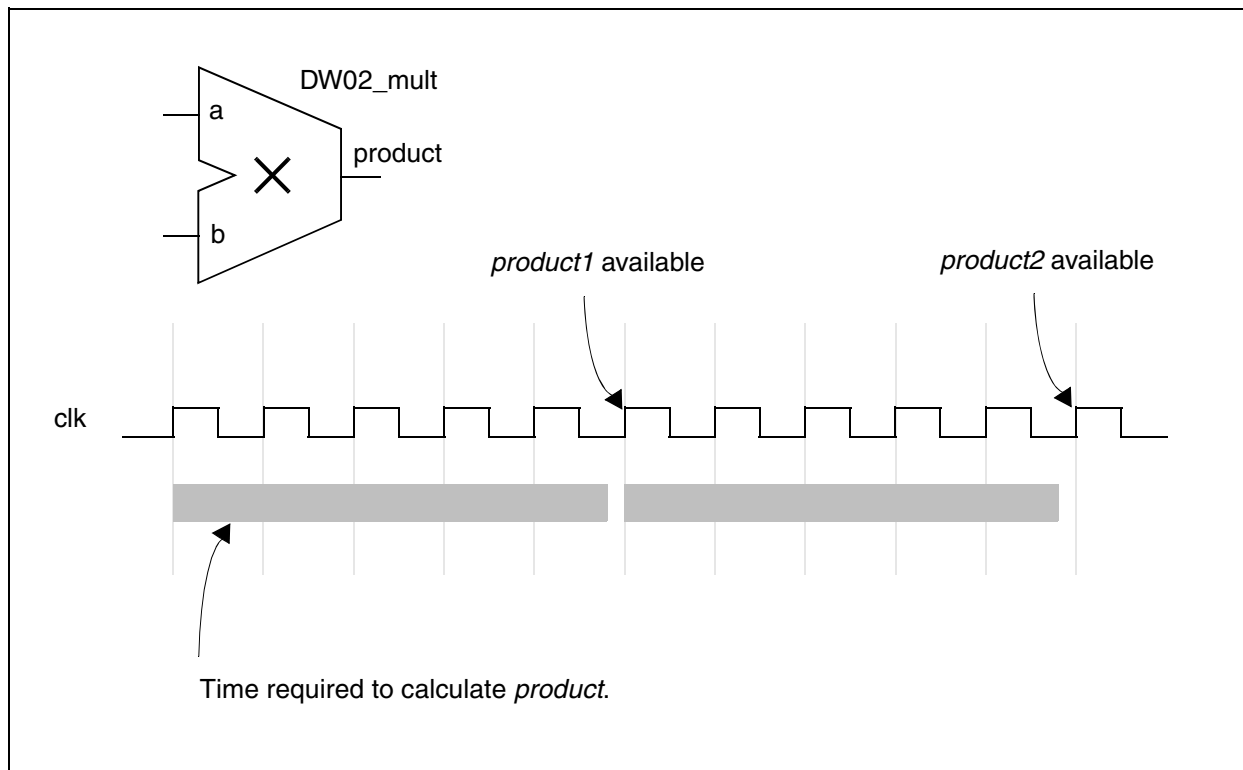 DW02_mult
a
product
b
product1 available
product2 available
clk
Time required to calculate product.